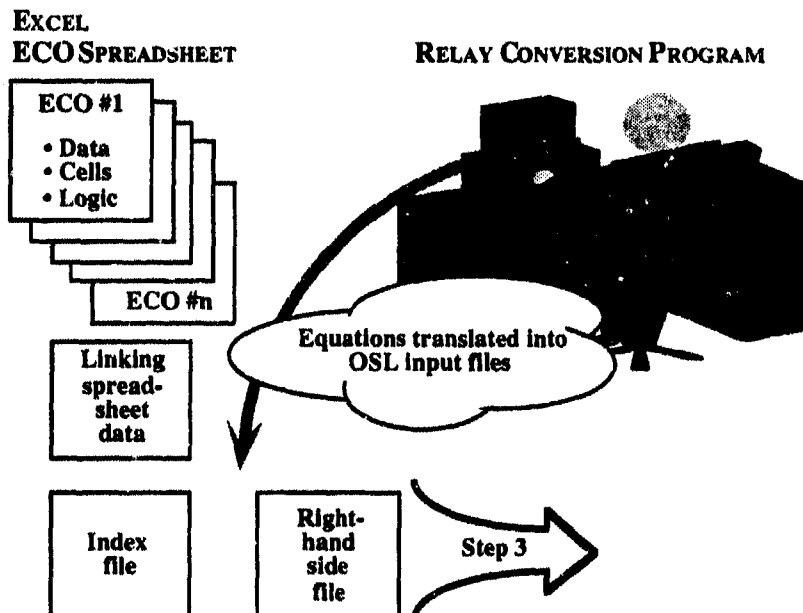 EXCEL
ECO SPREADSHEET
RELAY CONVERSION PROGRAM
ECO #1
• Data
• Cells
• Logic
ECO #n
Equations translated into
OSL input files
Linking
spread-
sheet
data
Index
file
Right-
hand
side
file
Step 3